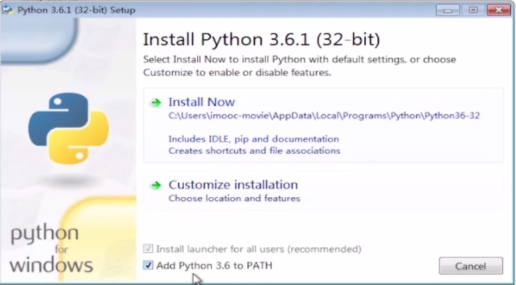 Python 3.6.1 (32-bit) Setup
Install Python 3.6.1 (32-bit)
Select Install Now to install Python with default settings, or choose
Customize to enable or disable features.
Install Now
C:\Users\imooc-movie\AppData\Local\Programs\Python\Python36-32
Includes IDLE, pip and documentation
Creates shortcuts and file associations
Customize installation
Choose location and features
python
for
windows
Install launcher for all users (recommended)
Add Python 3.6 to PATH
Cancel